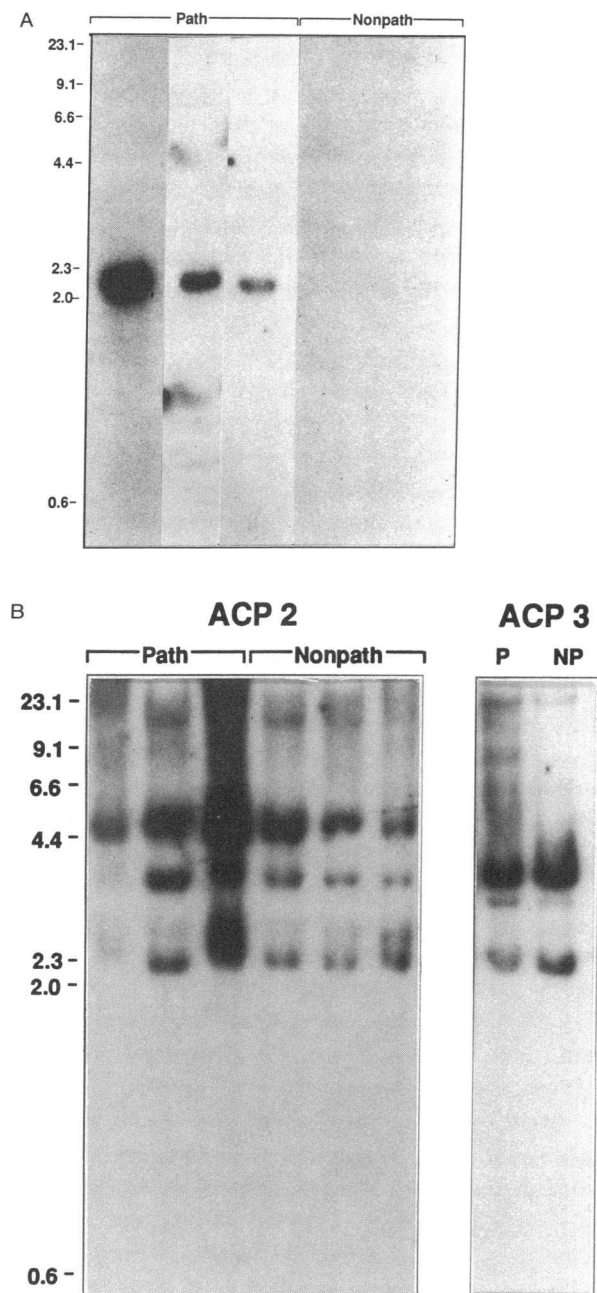 A
Path Nonpath
23.1-
9.1-
6.6-
4.4-
2.3-
2.0-
0.6-
B
ACP 2 ACP 3
Path Nonpath P NP
23.1 -
9.1 -
6.6 -
4.4 -
2.3 -
2.0 -
0.6 -